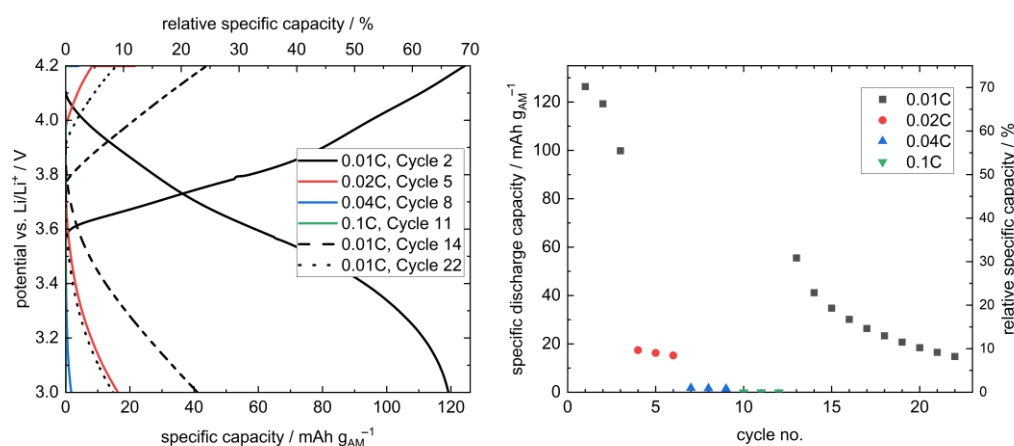 relative specific capacity / %
0 10 20 30 40 50 60 70
4.2
4.0
3.8
3.6
3.4
3.2
3.0
potential vs. Li/Li⁺ / V
0.01C, Cycle 2
0.02C, Cycle 5
0.04C, Cycle 8
0.1C, Cycle 11
0.01C, Cycle 14
0.01C, Cycle 22
0 20 40 60 80 100 120
specific capacity / mAh g_AM⁻¹
specific discharge capacity / mAh g_AM⁻¹
120
100
80
60
40
20
0
0.01C
0.02C
0.04C
0.1C
70
60
50
40
30
20
10
0
relative specific capacity / %
0 5 10 15 20
cycle no.